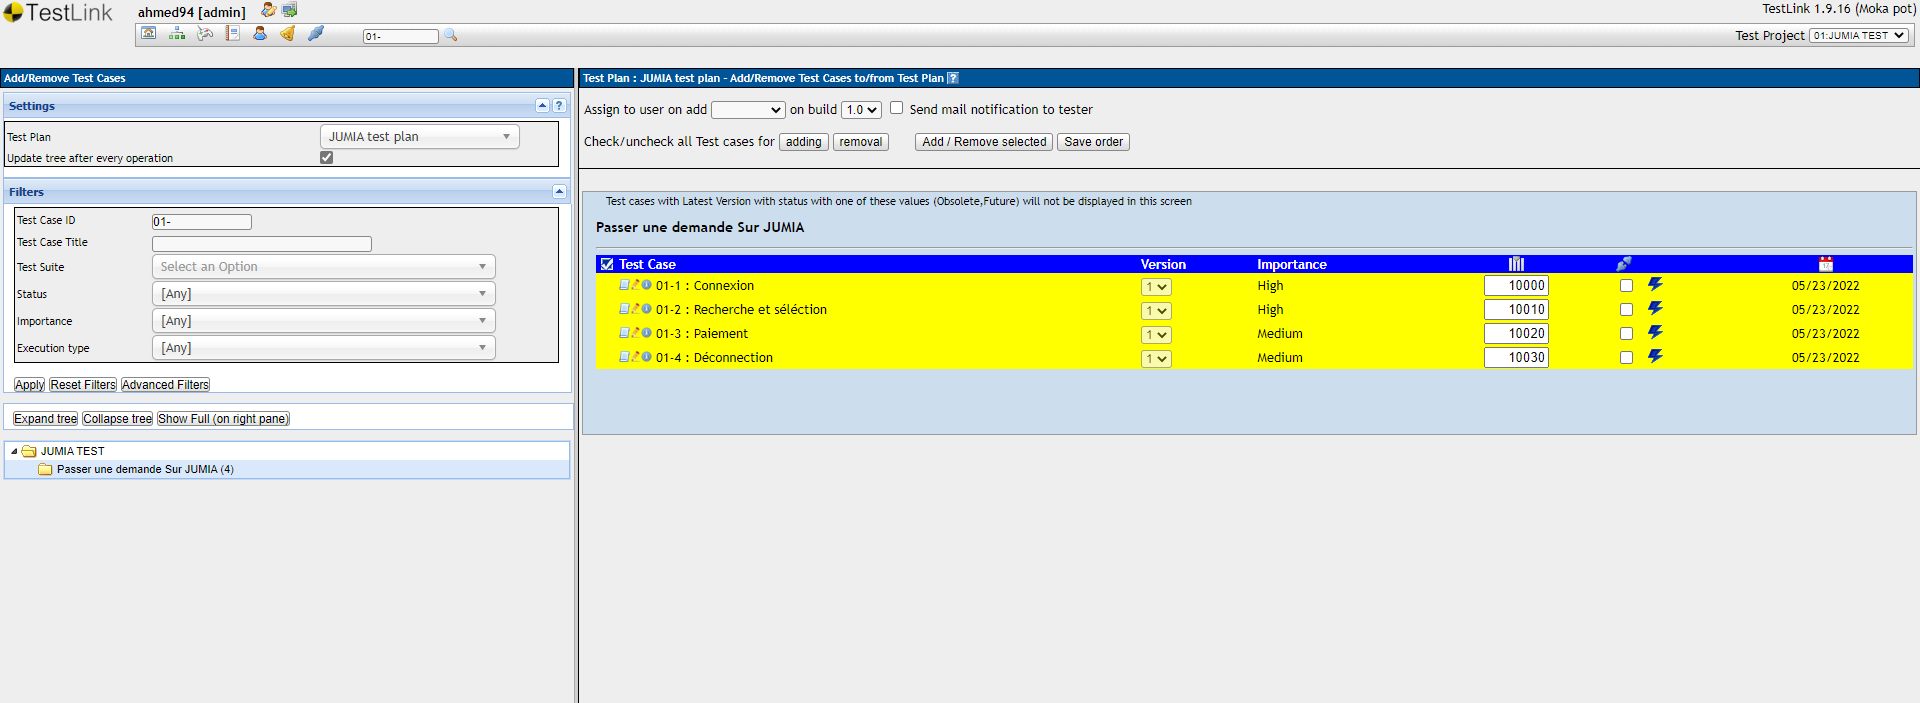 TestLink
ahmed94 [admin]
TestLink 1.9.16 (Moka pot)
01-
Test Project 01:JUMIA TEST
Add/Remove Test Cases
Settings
?
Test Plan JUMIA test plan
Update tree after every operation
Filters
Test Case ID 01-
Test Case Title
Test Suite Select an Option
Status [Any]
Importance [Any]
Execution type [Any]
Apply Reset Filters Advanced Filters
Expand tree Collapse tree Show Full (on right pane)
JUMIA TEST
Passer une demande Sur JUMIA (4)
Test Plan : JUMIA test plan - Add/Remove Test Cases to/from Test Plan ?
Assign to user on add on build 1.0 Send mail notification to tester
Check/uncheck all Test cases for adding removal Add / Remove selected Save order
Test cases with Latest Version with status with one of these values (Obsolete,Future) will not be displayed in this screen
Passer une demande Sur JUMIA
Test Case Version Importance
01-1 : Connexion 1 High 10000 05/23/2022
01-2 : Recherche et séléction 1 High 10010 05/23/2022
01-3 : Paiement 1 Medium 10020 05/23/2022
01-4 : Déconnection 1 Medium 10030 05/23/2022